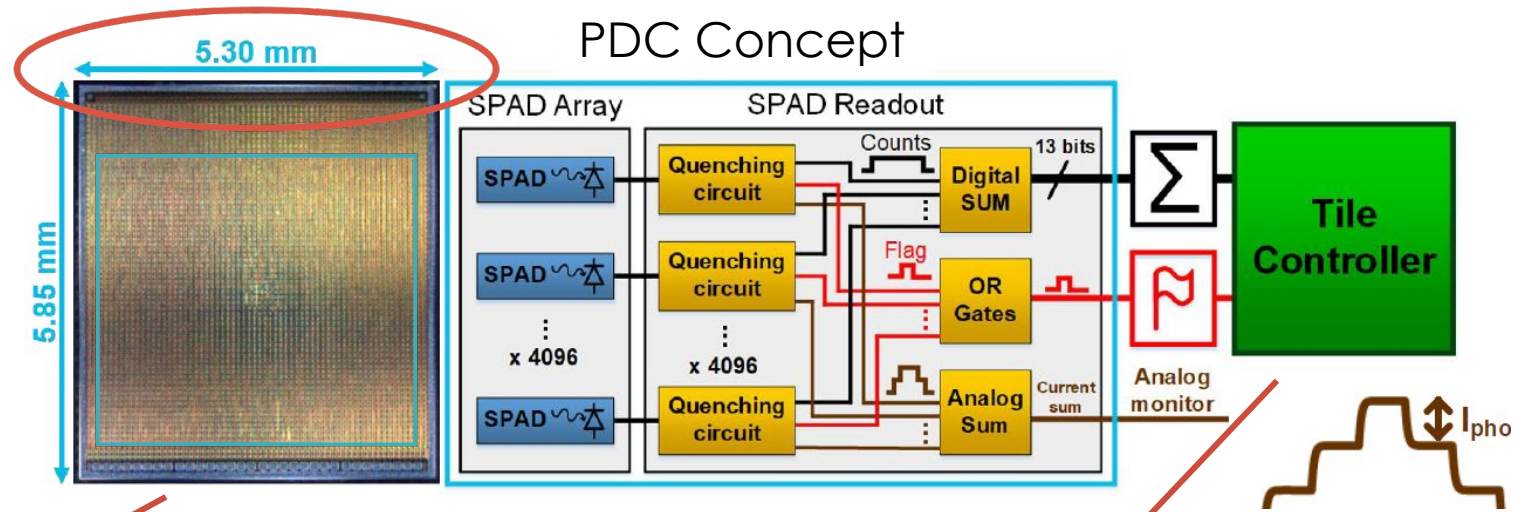 PDC Concept
5.30 mm
5.85 mm
SPAD Array
SPAD Readout
SPAD
SPAD
x 4096
SPAD
Quenching
circuit
Quenching
circuit
x 4096
Quenching
circuit
Counts
Flag
Digital
SUM
OR
Gates
Analog
Sum
13 bits
Current
sum
Σ
Analog
monitor
Tile
Controller
Ipho